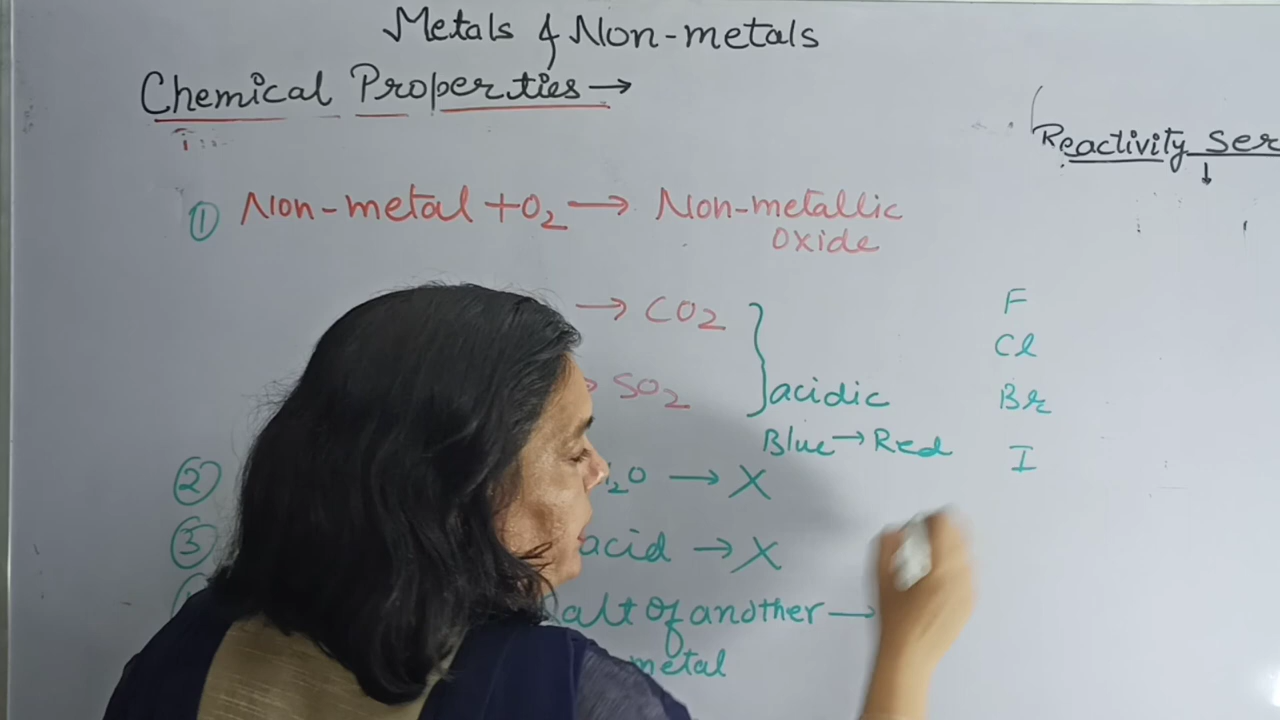 Metals & Non-metals
Chemical Properties →
Reactivity Ser
↓
① Non-metal + O₂ → Non-metallic
oxide
→ CO₂
→ SO₂
} acidic
Blue → Red
F
Cl
Br
I
② ₂O → X
③ acid → X
alt of another →
metal